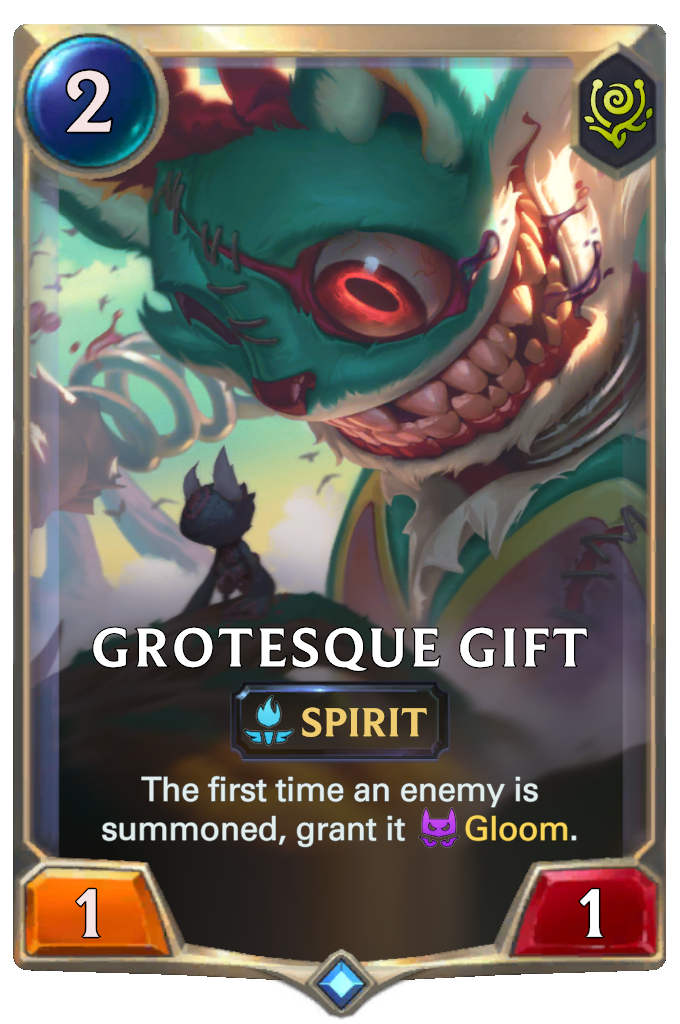 2
GROTESQUE GIFT
SPIRIT
The first time an enemy is
summoned, grant it Gloom.
1
1